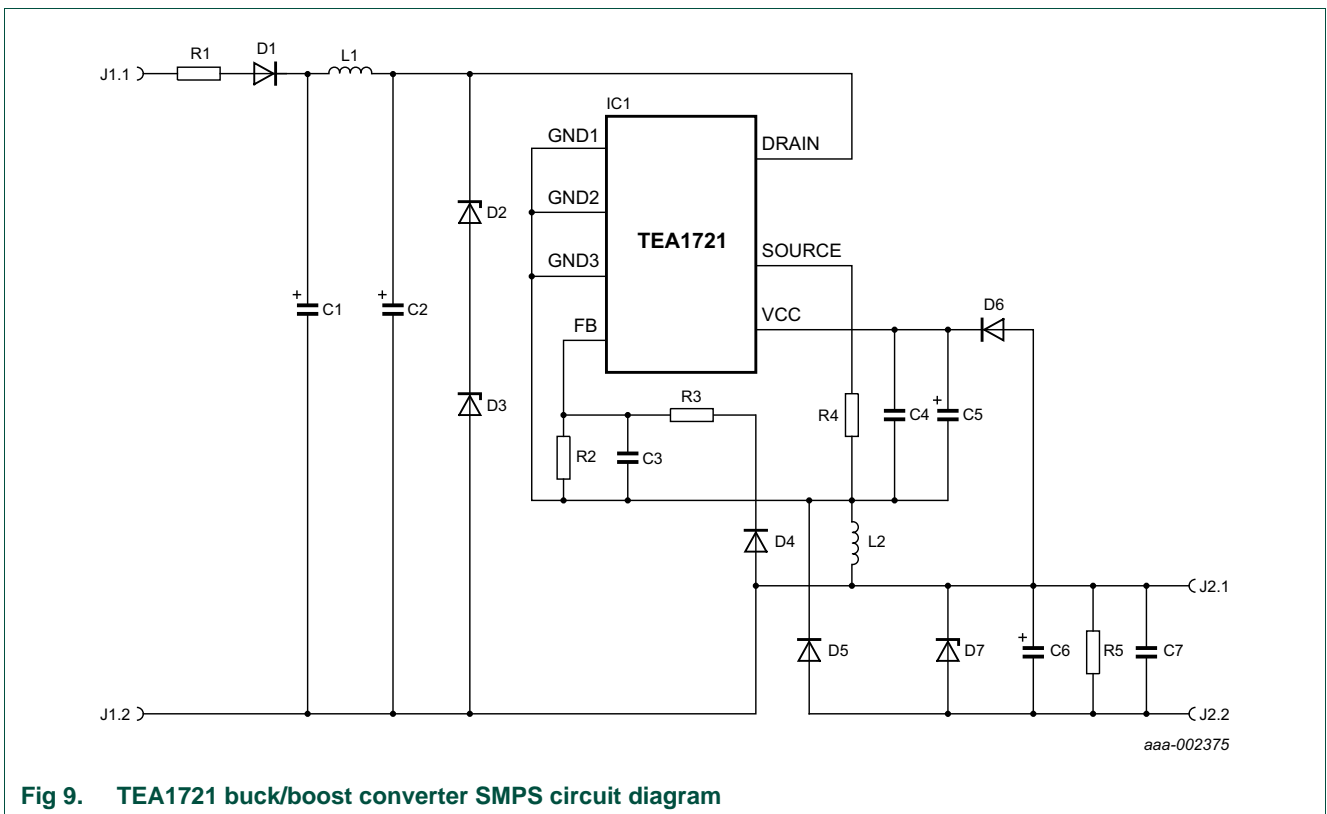 R1
D1
L1
J1.1
IC1
GND1
DRAIN
GND2
D2
TEA1721
GND3
SOURCE
C1
C2
FB
VCC
D6
D3
R3
R4
C4
C5
R2
C3
D4
L2
J2.1
D5
D7
C6
R5
C7
J1.2
J2.2
aaa-002375
Fig 9. TEA1721 buck/boost converter SMPS circuit diagram